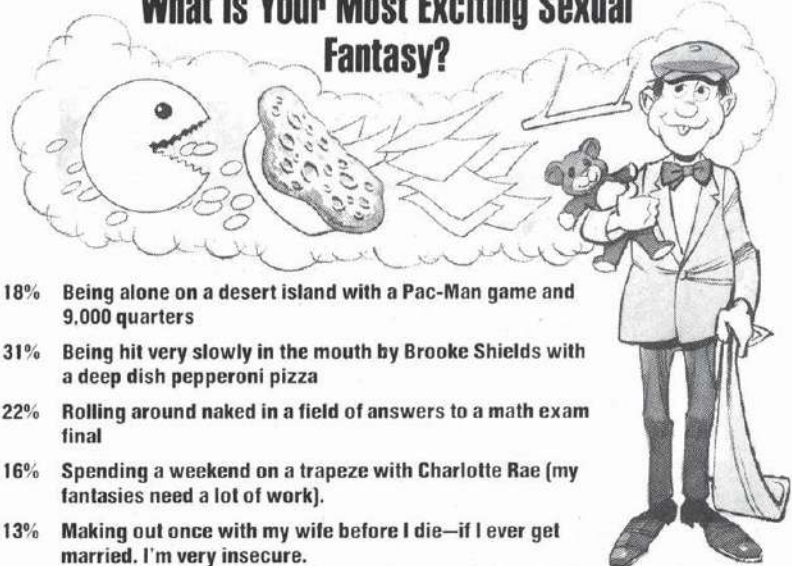 What Is Your Most Exciting Sexual
Fantasy?
18% Being alone on a desert island with a Pac-Man game and
9,000 quarters
31% Being hit very slowly in the mouth by Brooke Shields with
a deep dish pepperoni pizza
22% Rolling around naked in a field of answers to a math exam
final
16% Spending a weekend on a trapeze with Charlotte Rae (my
fantasies need a lot of work).
13% Making out once with my wife before I die—if I ever get
married. I'm very insecure.